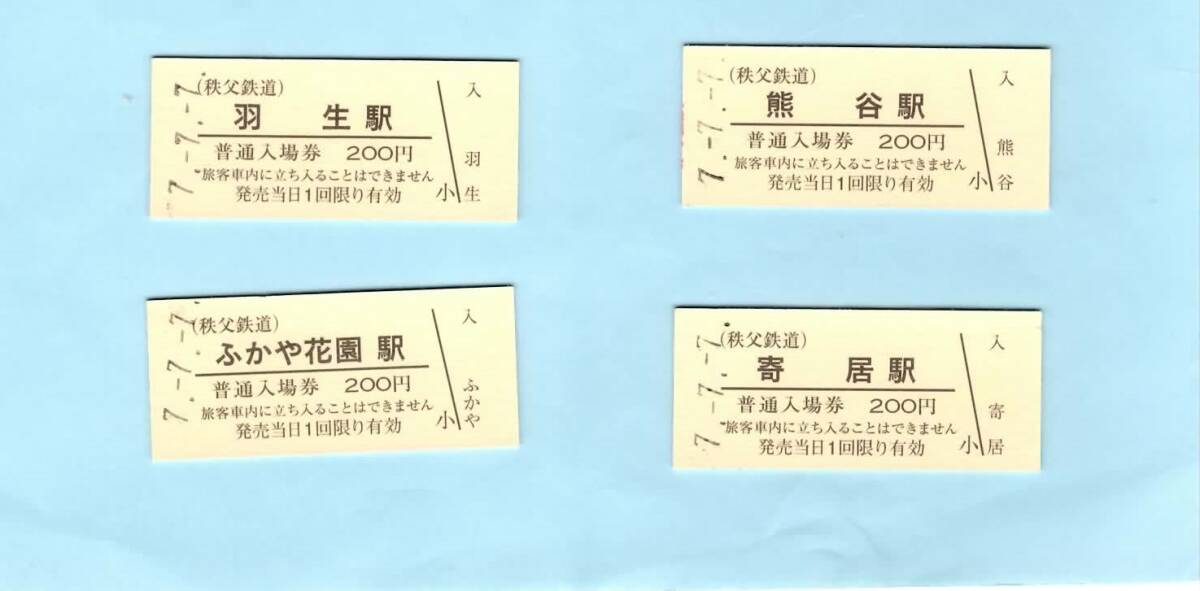 7.-7.-7.
(秩父鉄道)
羽 生駅
普通入場券 200円
旅客車内に立ち入ることはできません
発売当日1回限り有効
小
入
羽生
7.-7.-7.
(秩父鉄道)
熊 谷駅
普通入場券 200円
旅客車内に立ち入ることはできません
発売当日1回限り有効
小
入
熊谷
7.-7.-7.
(秩父鉄道)
ふかや花園 駅
普通入場券 200円
旅客車内に立ち入ることはできません
発売当日1回限り有効
小
入
ふかや
7.-7.-7.
(秩父鉄道)
寄 居駅
普通入場券 200円
旅客車内に立ち入ることはできません
発売当日1回限り有効
小
入
寄居